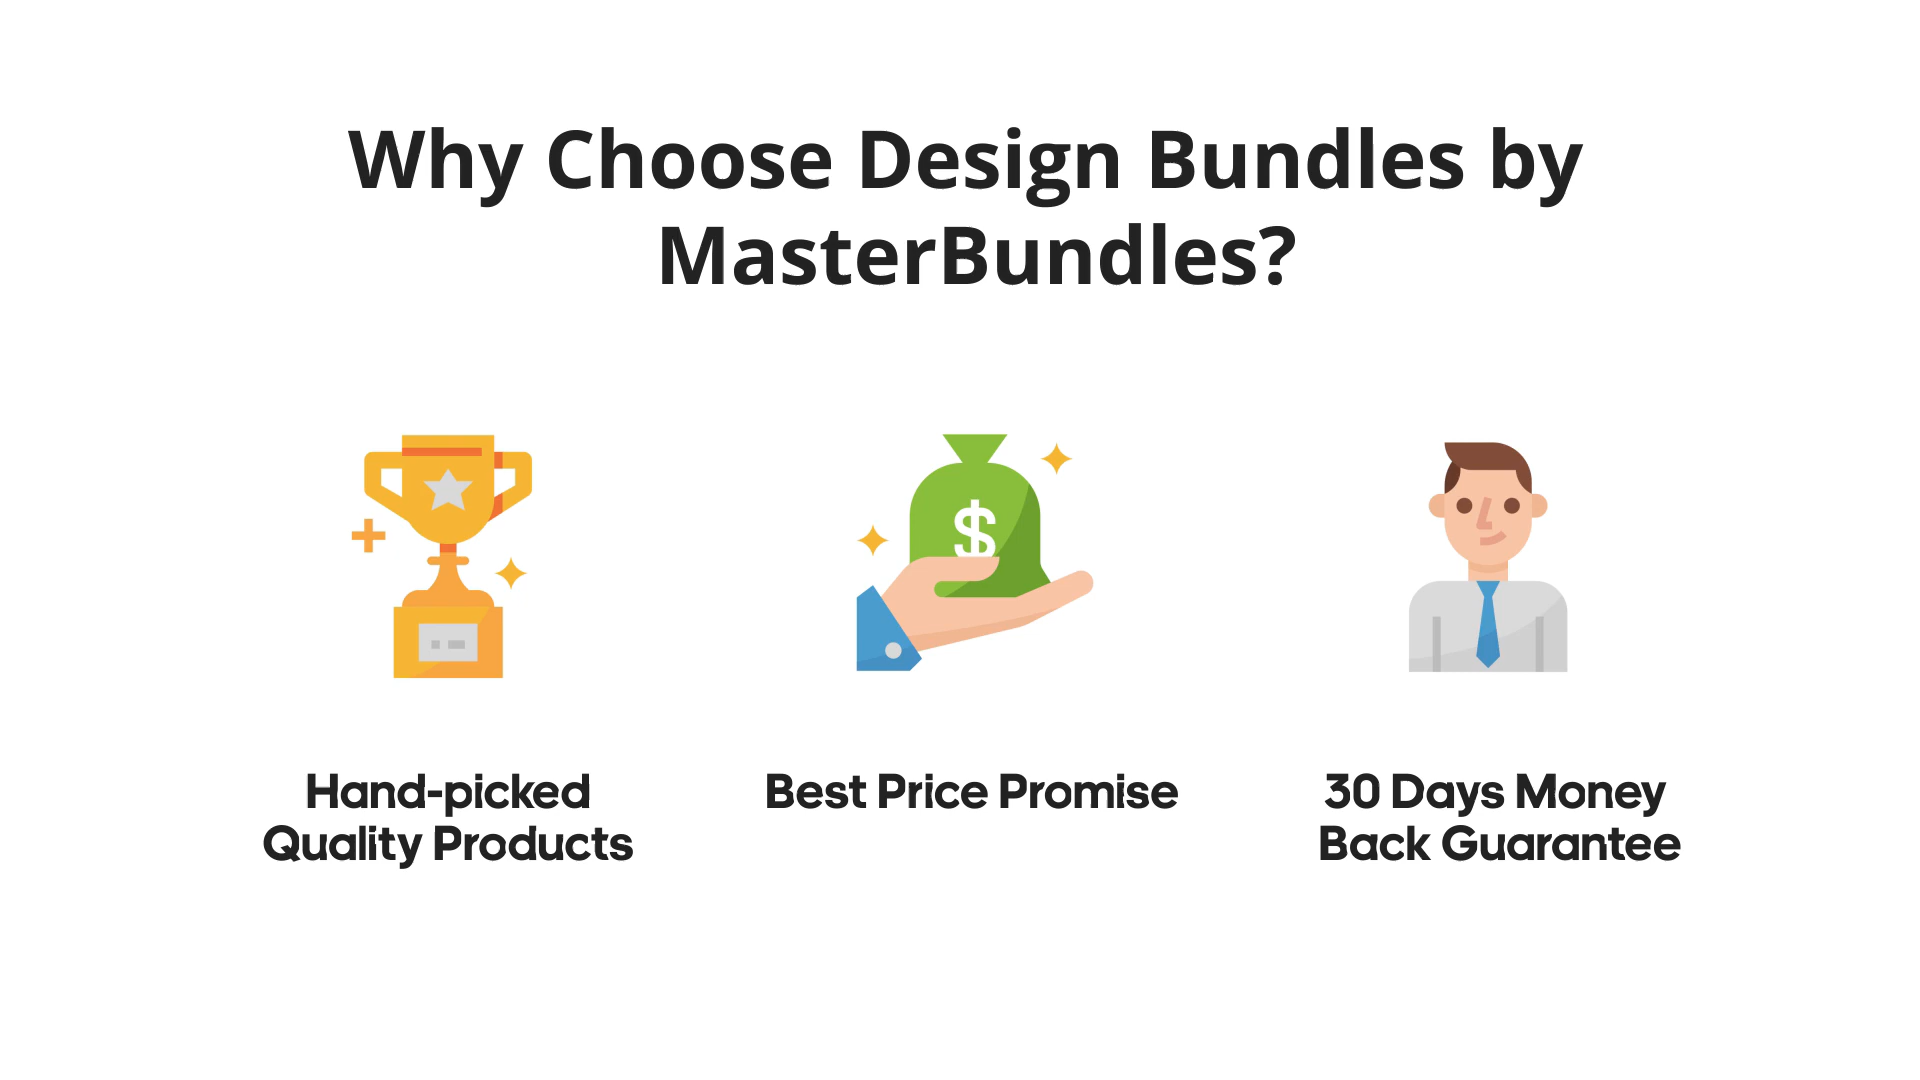 Why Choose Design Bundles by
MasterBundles?
$
Hand-picked
Quality Products
Best Price Promise
30 Days Money
Back Guarantee